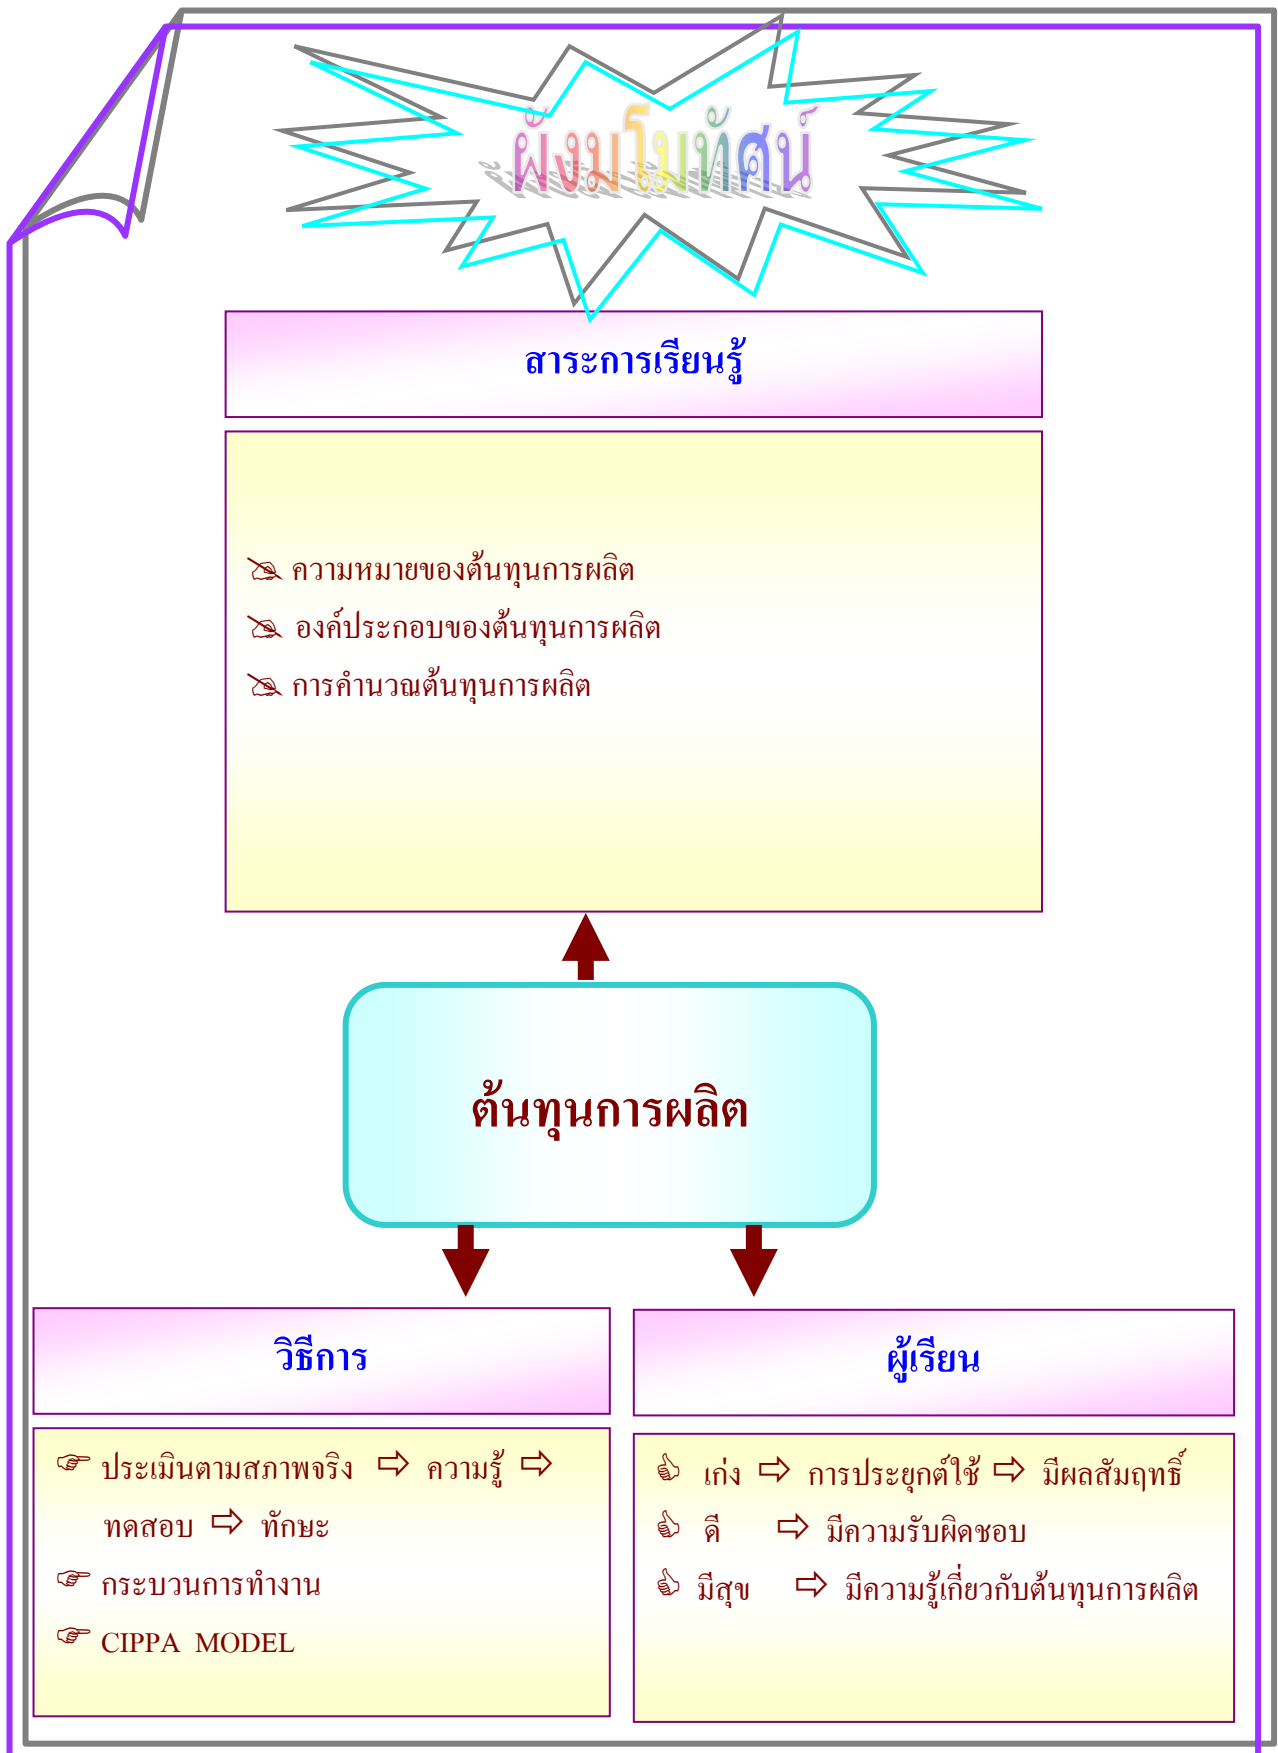 ผังมโนทัศน์
สาระการเรียนรู้
ความหมายของต้นทุนการผลิต
องค์ประกอบของต้นทุนการผลิต
การคำนวณต้นทุนการผลิต
ต้นทุนการผลิต
วิธีการ
ประเมินตามสภาพจริง ⇨ ความรู้ ⇨
ทดสอบ ⇨ ทักษะ
กระบวนการทำงาน
CIPPA MODEL
ผู้เรียน
เก่ง ⇨ การประยุกต์ใช้ ⇨ มีผลสัมฤทธิ์
ดี ⇨ มีความรับผิดชอบ
มีสุข ⇨ มีความรู้เกี่ยวกับต้นทุนการผลิต